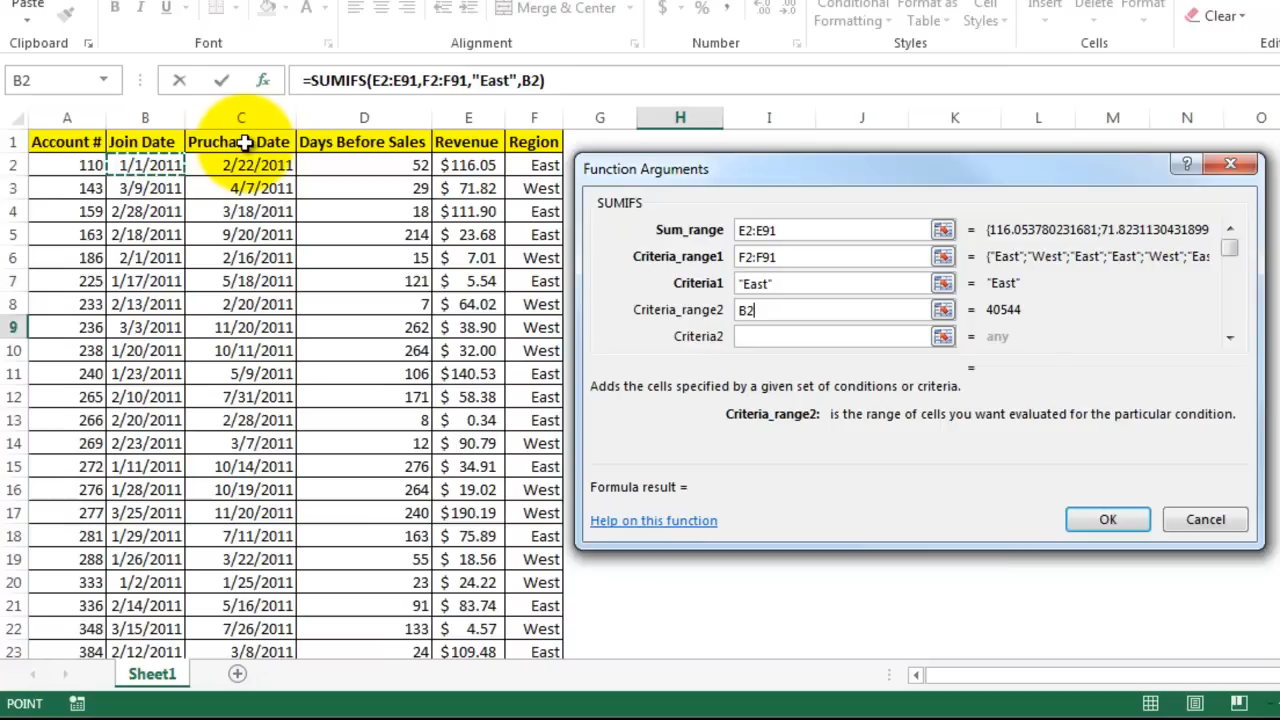 Paste B I U A Merge & Center $ % , Conditional Format as Cell Insert Delete Format
Formatting Table Styles Clear
Clipboard Font Alignment Number Styles Cells Edi
B2 fx =SUMIFS(E2:E91,F2:F91,"East",B2)
A B C D E F G H I J K L M N O
1 Account # Join Date Prucha Date Days Before Sales Revenue Region
2 110 1/1/2011 2/22/2011 52 $116.05 East
3 143 3/9/2011 4/7/2011 29 $ 71.82 West
4 159 2/28/2011 3/18/2011 18 $111.90 East
5 163 2/18/2011 9/20/2011 214 $ 23.68 East
6 186 2/1/2011 2/16/2011 15 $ 7.01 West
7 225 1/17/2011 5/18/2011 121 $ 5.54 East
8 233 2/13/2011 2/20/2011 7 $ 64.02 West
9 236 3/3/2011 11/20/2011 262 $ 38.90 West
10 238 1/20/2011 10/11/2011 264 $ 32.00 West
11 240 1/23/2011 5/9/2011 106 $140.53 East
12 265 2/10/2011 7/31/2011 171 $ 58.38 East
13 266 2/20/2011 2/28/2011 8 $ 0.34 East
14 269 2/23/2011 3/7/2011 12 $ 90.79 West
15 272 1/11/2011 10/14/2011 276 $ 34.91 East
16 276 1/28/2011 10/19/2011 264 $ 19.02 West
17 277 3/25/2011 11/20/2011 240 $190.19 West
18 281 1/29/2011 7/11/2011 163 $ 75.89 East
19 288 1/26/2011 3/22/2011 55 $ 18.56 West
20 333 1/2/2011 1/25/2011 23 $ 24.22 West
21 336 2/14/2011 5/16/2011 91 $ 83.74 East
22 348 3/15/2011 7/26/2011 133 $ 4.57 West
23 384 2/12/2011 3/8/2011 24 $109.48 East
Function Arguments ?
SUMIFS
Sum_range E2:E91 = {116.053780231681;71.8231130431899
Criteria_range1 F2:F91 = {"East";"West";"East";"East";"West";"Eas
Criteria1 "East" = "East"
Criteria_range2 B2 = 40544
Criteria2 = any
=
Adds the cells specified by a given set of conditions or criteria.
Criteria_range2: is the range of cells you want evaluated for the particular condition.
Formula result =
Help on this function OK Cancel
Sheet1
POINT